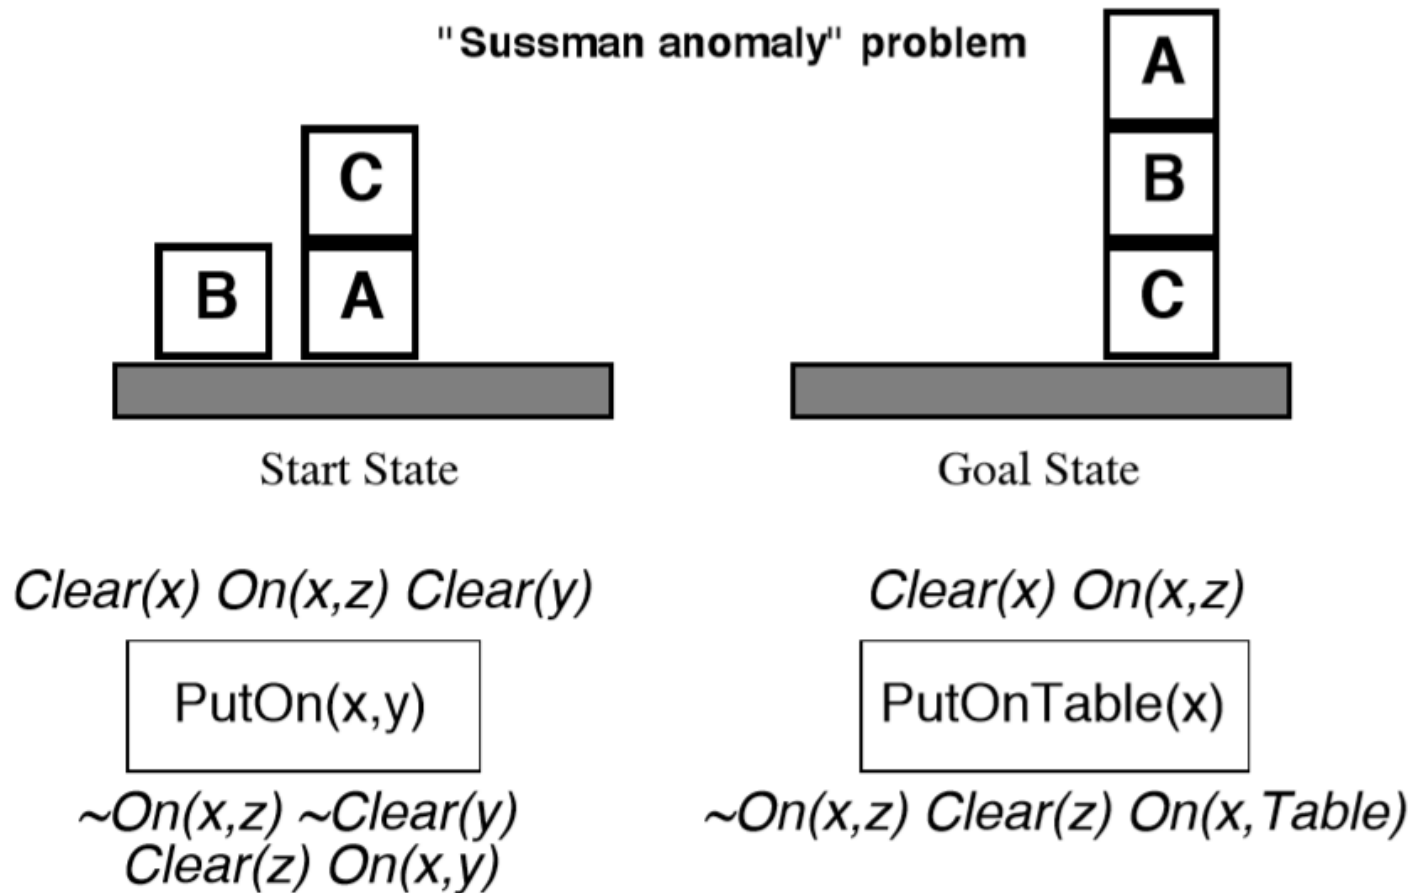 "Sussman anomaly" problem
A
C
B
B
A
C
Start State
Goal State
Clear(x) On(x,z) Clear(y)
Clear(x) On(x,z)
PutOn(x,y)
PutOnTable(x)
~On(x,z) ~Clear(y)
~On(x,z) Clear(z) On(x,Table)
Clear(z) On(x,y)